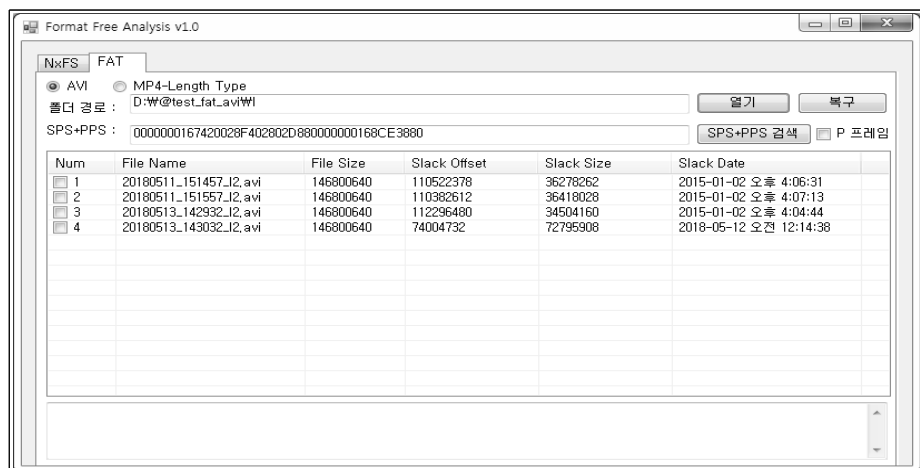 Format Free Analysis v1.0
NxFS FAT
AVI MP4-Length Type
폴더 경로 : D:₩@test_fat_avi₩I 열기 복구
SPS+PPS : 0000000167420028F402802D880000000168CE3880 SPS+PPS 검색 P 프레임
Num File Name File Size Slack Offset Slack Size Slack Date
1 20180511_151457_I2.avi 146800640 110522378 36278262 2015-01-02 오후 4:06:31
2 20180511_151557_I2.avi 146800640 110382612 36418028 2015-01-02 오후 4:07:13
3 20180513_142932_I2.avi 146800640 112296480 34504160 2015-01-02 오후 4:04:44
4 20180513_143032_I2.avi 146800640 74004732 72795908 2018-05-12 오전 12:14:38